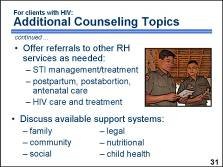 For clients with HIV:
Additional Counseling Topics
continued ...
• Offer referrals to other RH
services as needed:
– STI management/treatment
– postpartum, postabortion,
antenatal care
– HIV care and treatment
• Discuss available support systems:
– family – legal
– community – nutritional
– social – child health
31